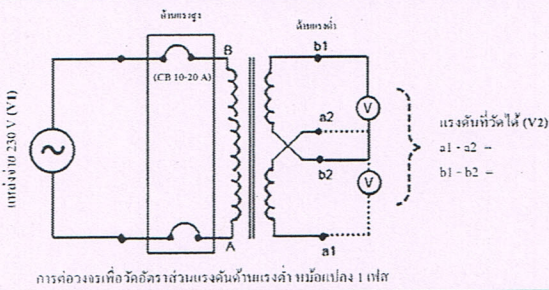 ด้านแรงสูง
ด้านแรงต่ำ
B
b1
(CB 10-20 A)
V
a2
แรงดันที่วัดได้ (V2)
แหล่งจ่าย 230 V (V1)
a1 - a2 =
b2
b1 - b2 =
V
A
a1
การต่อวงจรเพื่อวัดอัตราส่วนแรงดันด้านแรงต่ำ หม้อแปลง 1 เฟส